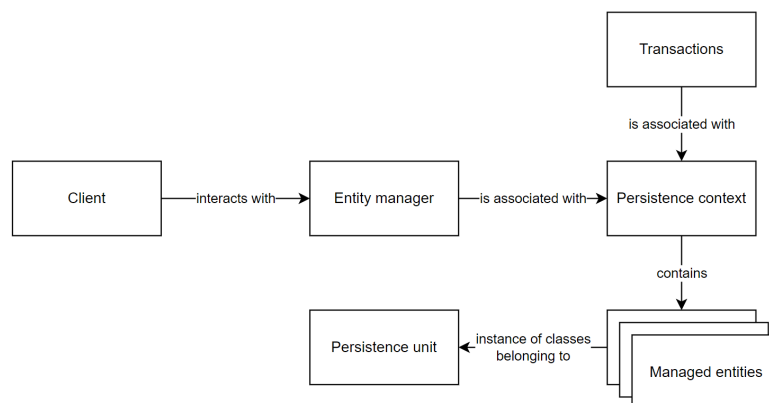 Transactions
is associated with
Client
interacts with
Entity manager
is associated with
Persistence context
contains
Persistence unit
instance of classes
belonging to
Managed entities